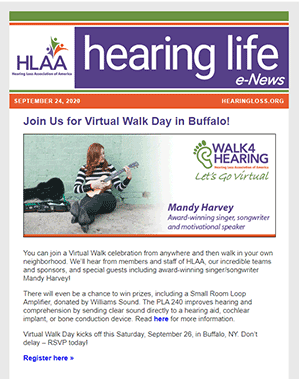 HLAA
Hearing Loss Association of America
hearing life
e-News
SEPTEMBER 24, 2020
HEARINGLOSS.ORG
Join Us for Virtual Walk Day in Buffalo!
WALK4
HEARING
Hearing Loss Association of America
Let's Go Virtual
Mandy Harvey
Award-winning singer, songwriter
and motivational speaker
You can join a Virtual Walk celebration from anywhere and then walk in your own
neighborhood. We'll hear from members and staff of HLAA, our incredible teams
and sponsors, and special guests including award-winning singer/songwriter
Mandy Harvey!
There will even be a chance to win prizes, including a Small Room Loop
Amplifier, donated by Williams Sound. The PLA 240 improves hearing and
comprehension by sending clear sound directly to a hearing aid, cochlear
implant, or bone conduction device. Read here for more information.
Virtual Walk Day kicks off this Saturday, September 26, in Buffalo, NY. Don't
delay – RSVP today!
Register here »